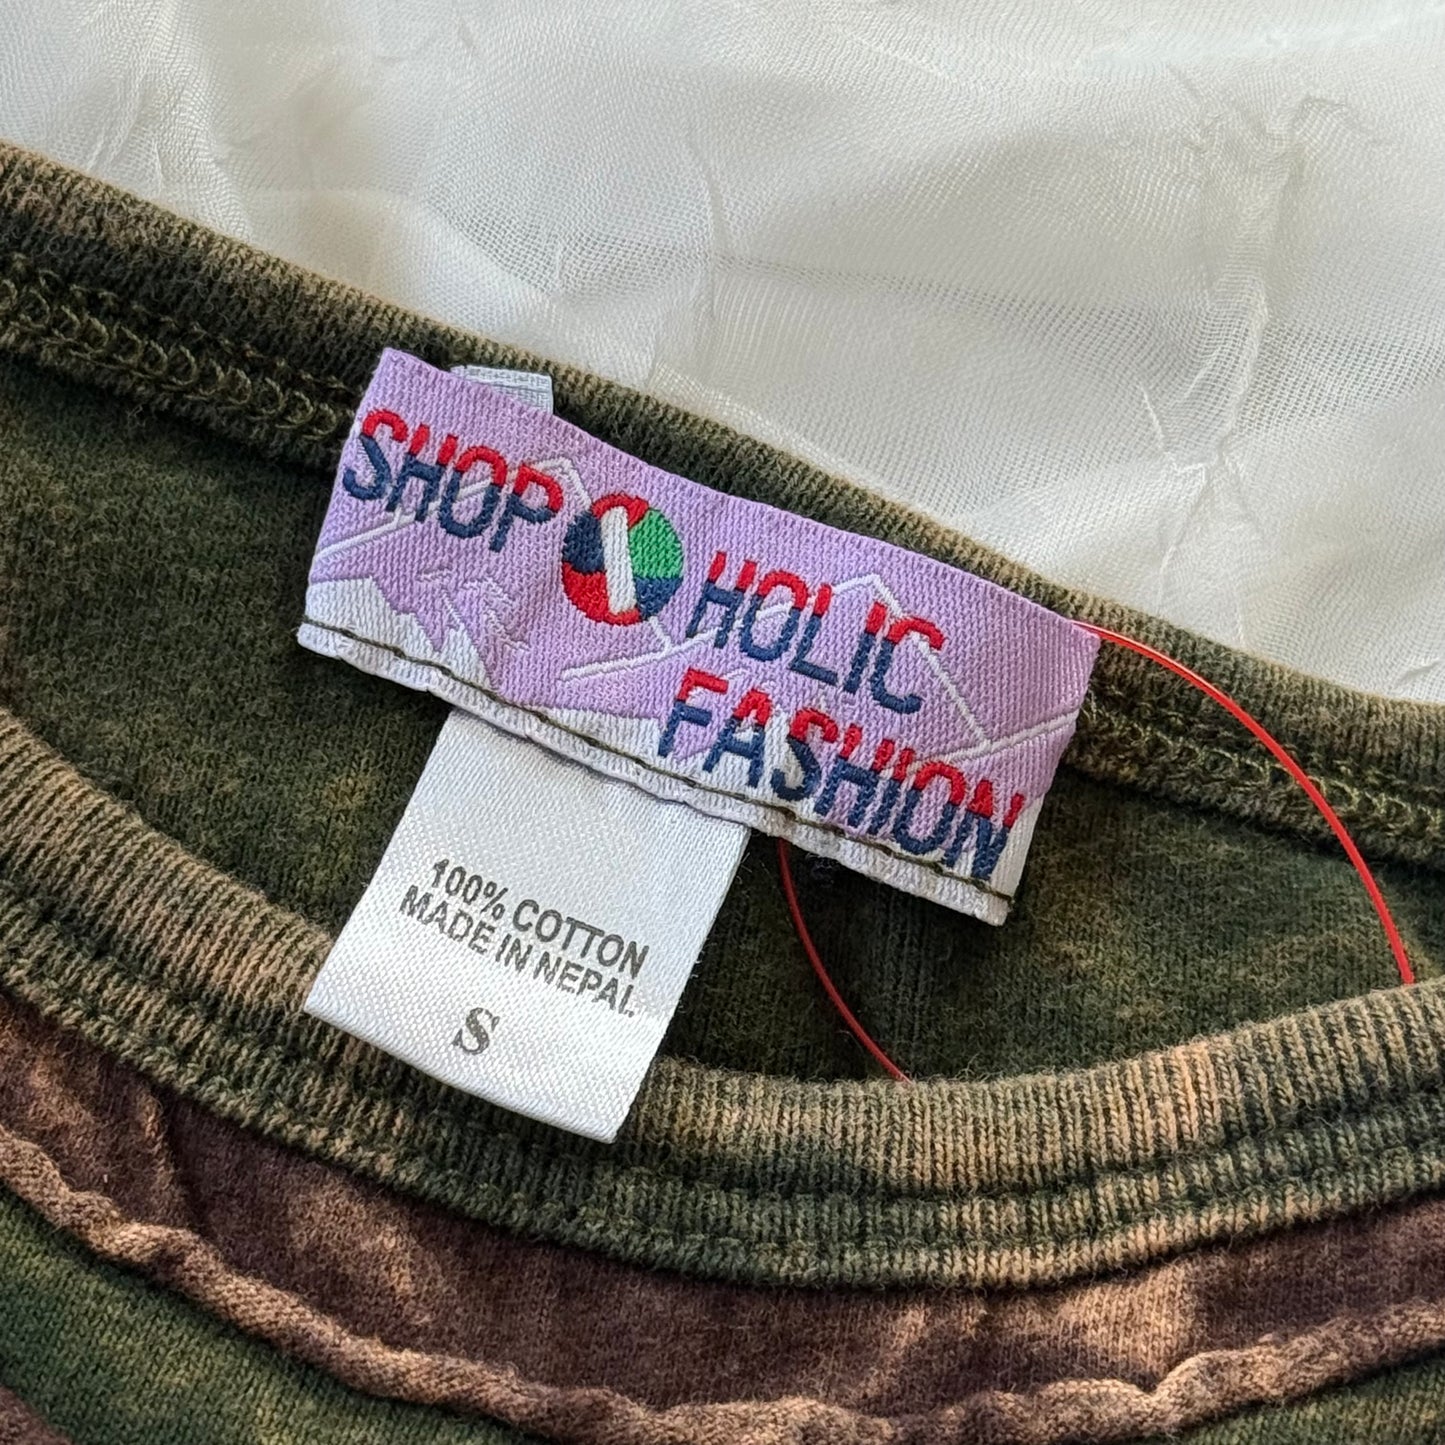 SHOP HOLIC
FASHION
100% COTTON
MADE IN NEPAL
S